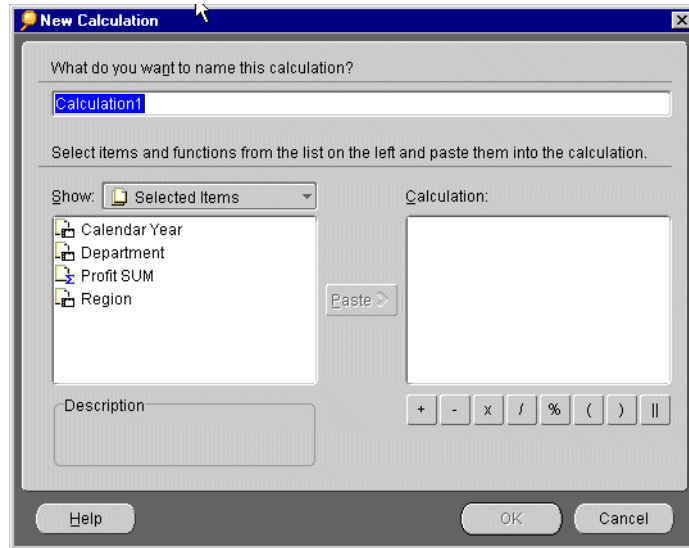 New Calculation
What do you want to name this calculation?
Calculation1
Select items and functions from the list on the left and paste them into the calculation.
Show: Selected Items
Calculation:
Calendar Year
Department
Profit SUM
Region
Paste
Description
+ - x / % ( ) ||
Help OK Cancel